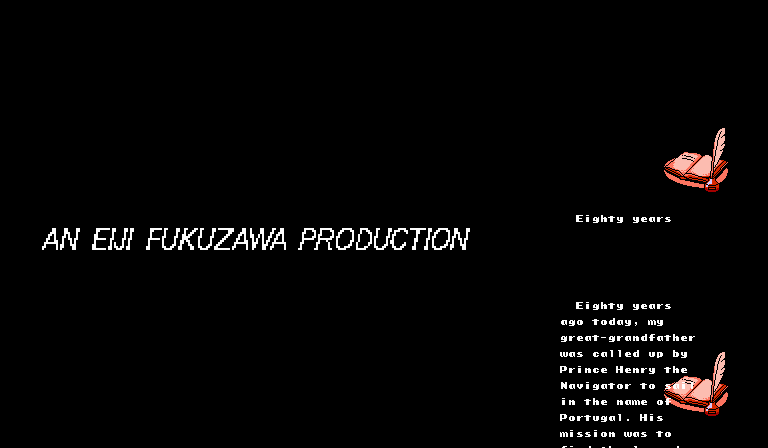 AN EIJI FUKUZAWA PRODUCTION
Eighty years
Eighty years
ago today, my
great-grandfather
was called up by
Prince Henry the
Navigator to sail
in the name of
Portugal. His
mission was to